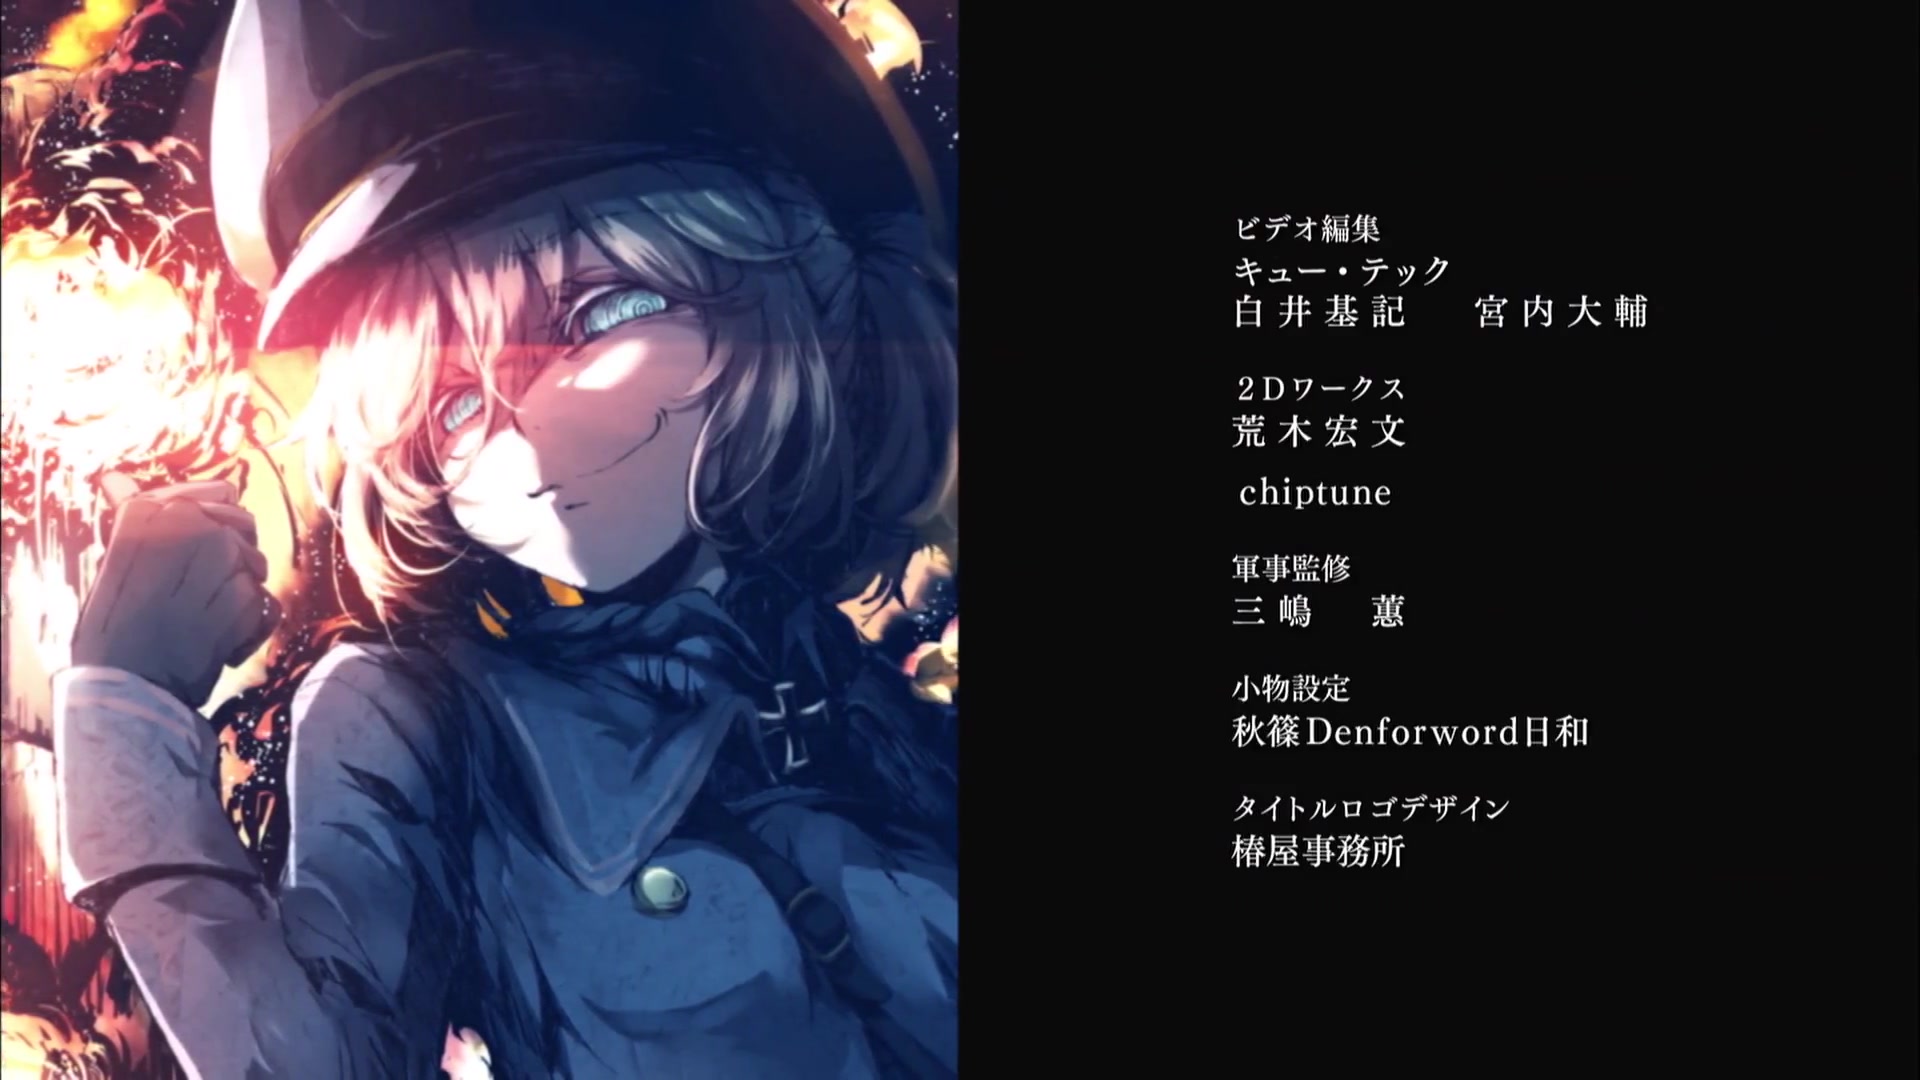 ビデオ編集
キュー・テック
白井基記　宮内大輔
2Dワークス
荒木宏文
chiptune
軍事監修
三嶋　蕙
小物設定
秋篠Denforword日和
タイトルロゴデザイン
椿屋事務所